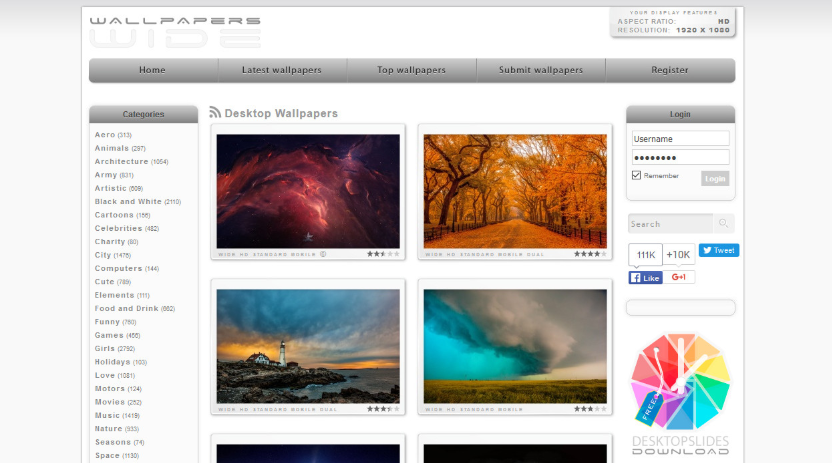 WALLPAPERS
WIDE
YOUR DISPLAY FEATURES
ASPECT RATIO: HD
RESOLUTION: 1920 X 1080
Home
Latest wallpapers
Top wallpapers
Submit wallpapers
Register
Categories
Aero (313)
Animals (297)
Architecture (1054)
Army (831)
Artistic (509)
Black and White (2110)
Cartoons (156)
Celebrities (482)
Charity (80)
City (1475)
Computers (144)
Cute (789)
Elements (111)
Food and Drink (662)
Funny (760)
Games (456)
Girls (2792)
Holidays (103)
Love (1081)
Motors (124)
Movies (252)
Music (1419)
Nature (933)
Seasons (74)
Space (1130)
Desktop Wallpapers
WIDE HD STANDARD MOBILE
WIDE HD STANDARD MOBILE DUAL
WIDE HD STANDARD MOBILE DUAL
WIDE HD STANDARD MOBILE
Login
Username
Remember
Login
Search
111K
+10K
Tweet
Like
G+1
FREE
DESKTOPSLIDES
DOWNLOAD